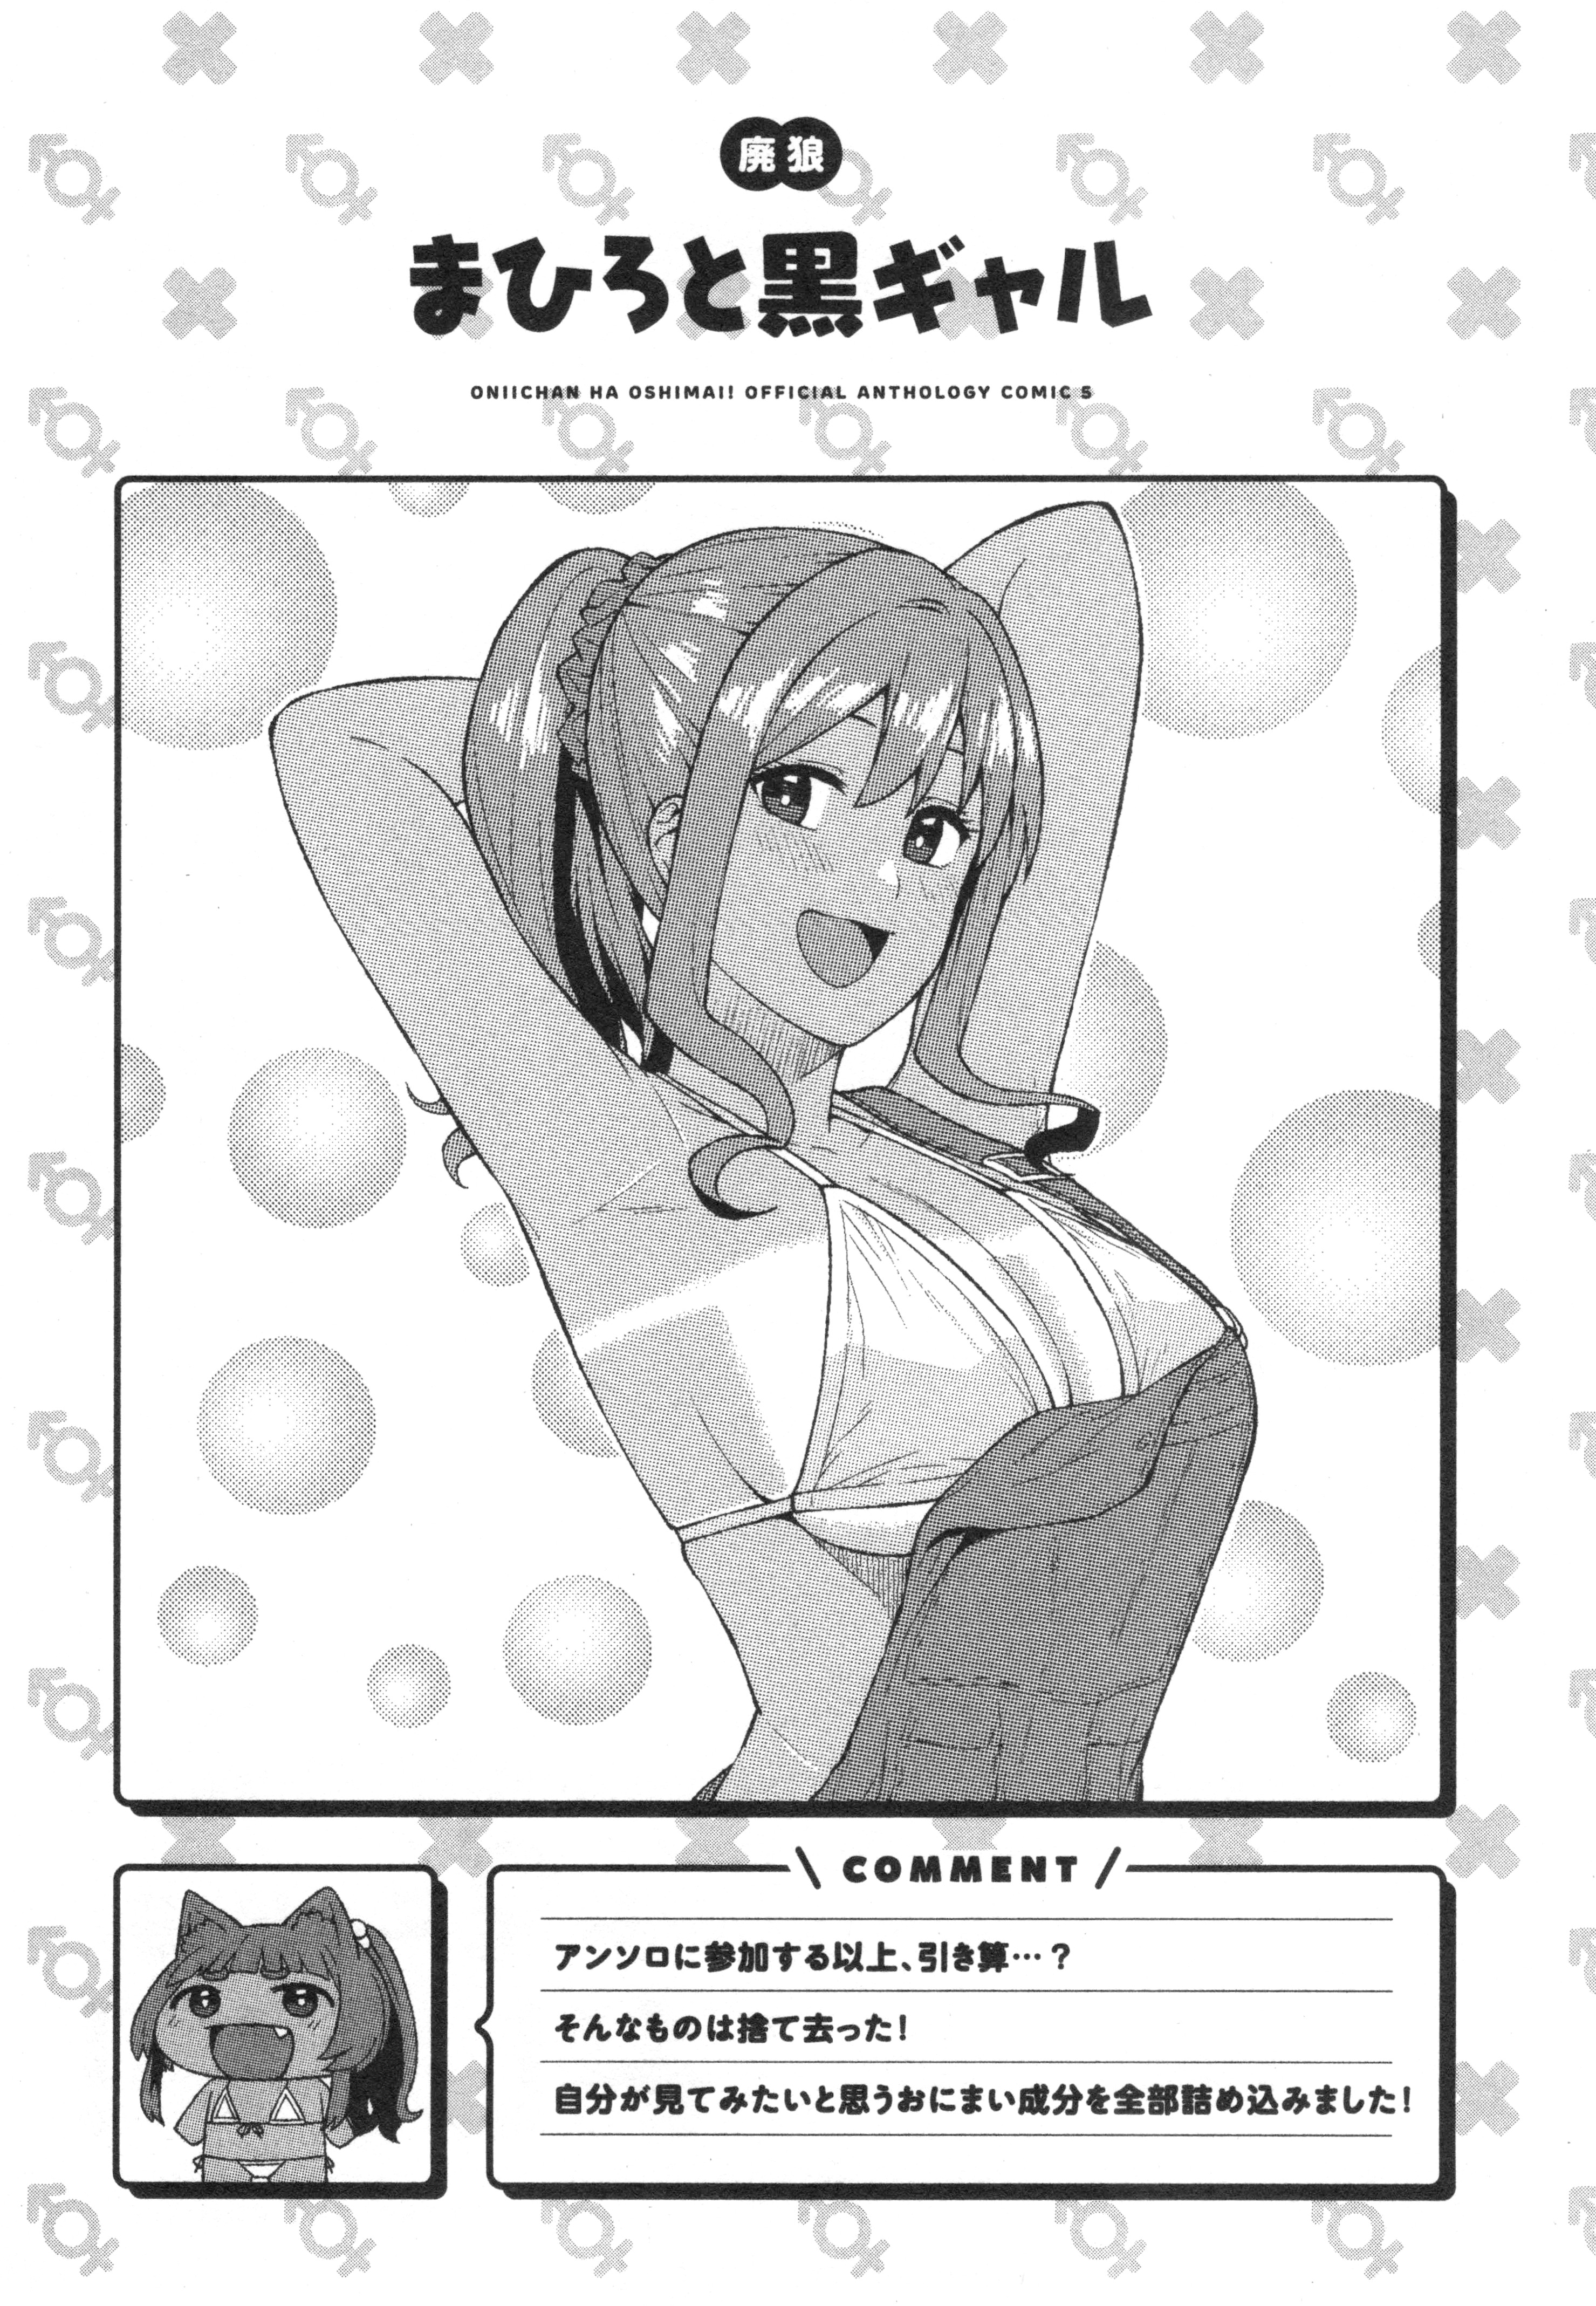 廃狼
まひろと黒ギャル
ONIICHAN HA OSHIMAI! OFFICIAL ANTHOLOGY COMIC 5
COMMENT
アンソロに参加する以上、引き算…？
そんなものは捨て去った！
自分が見てみたいと思うおにまい成分を全部詰め込みました！